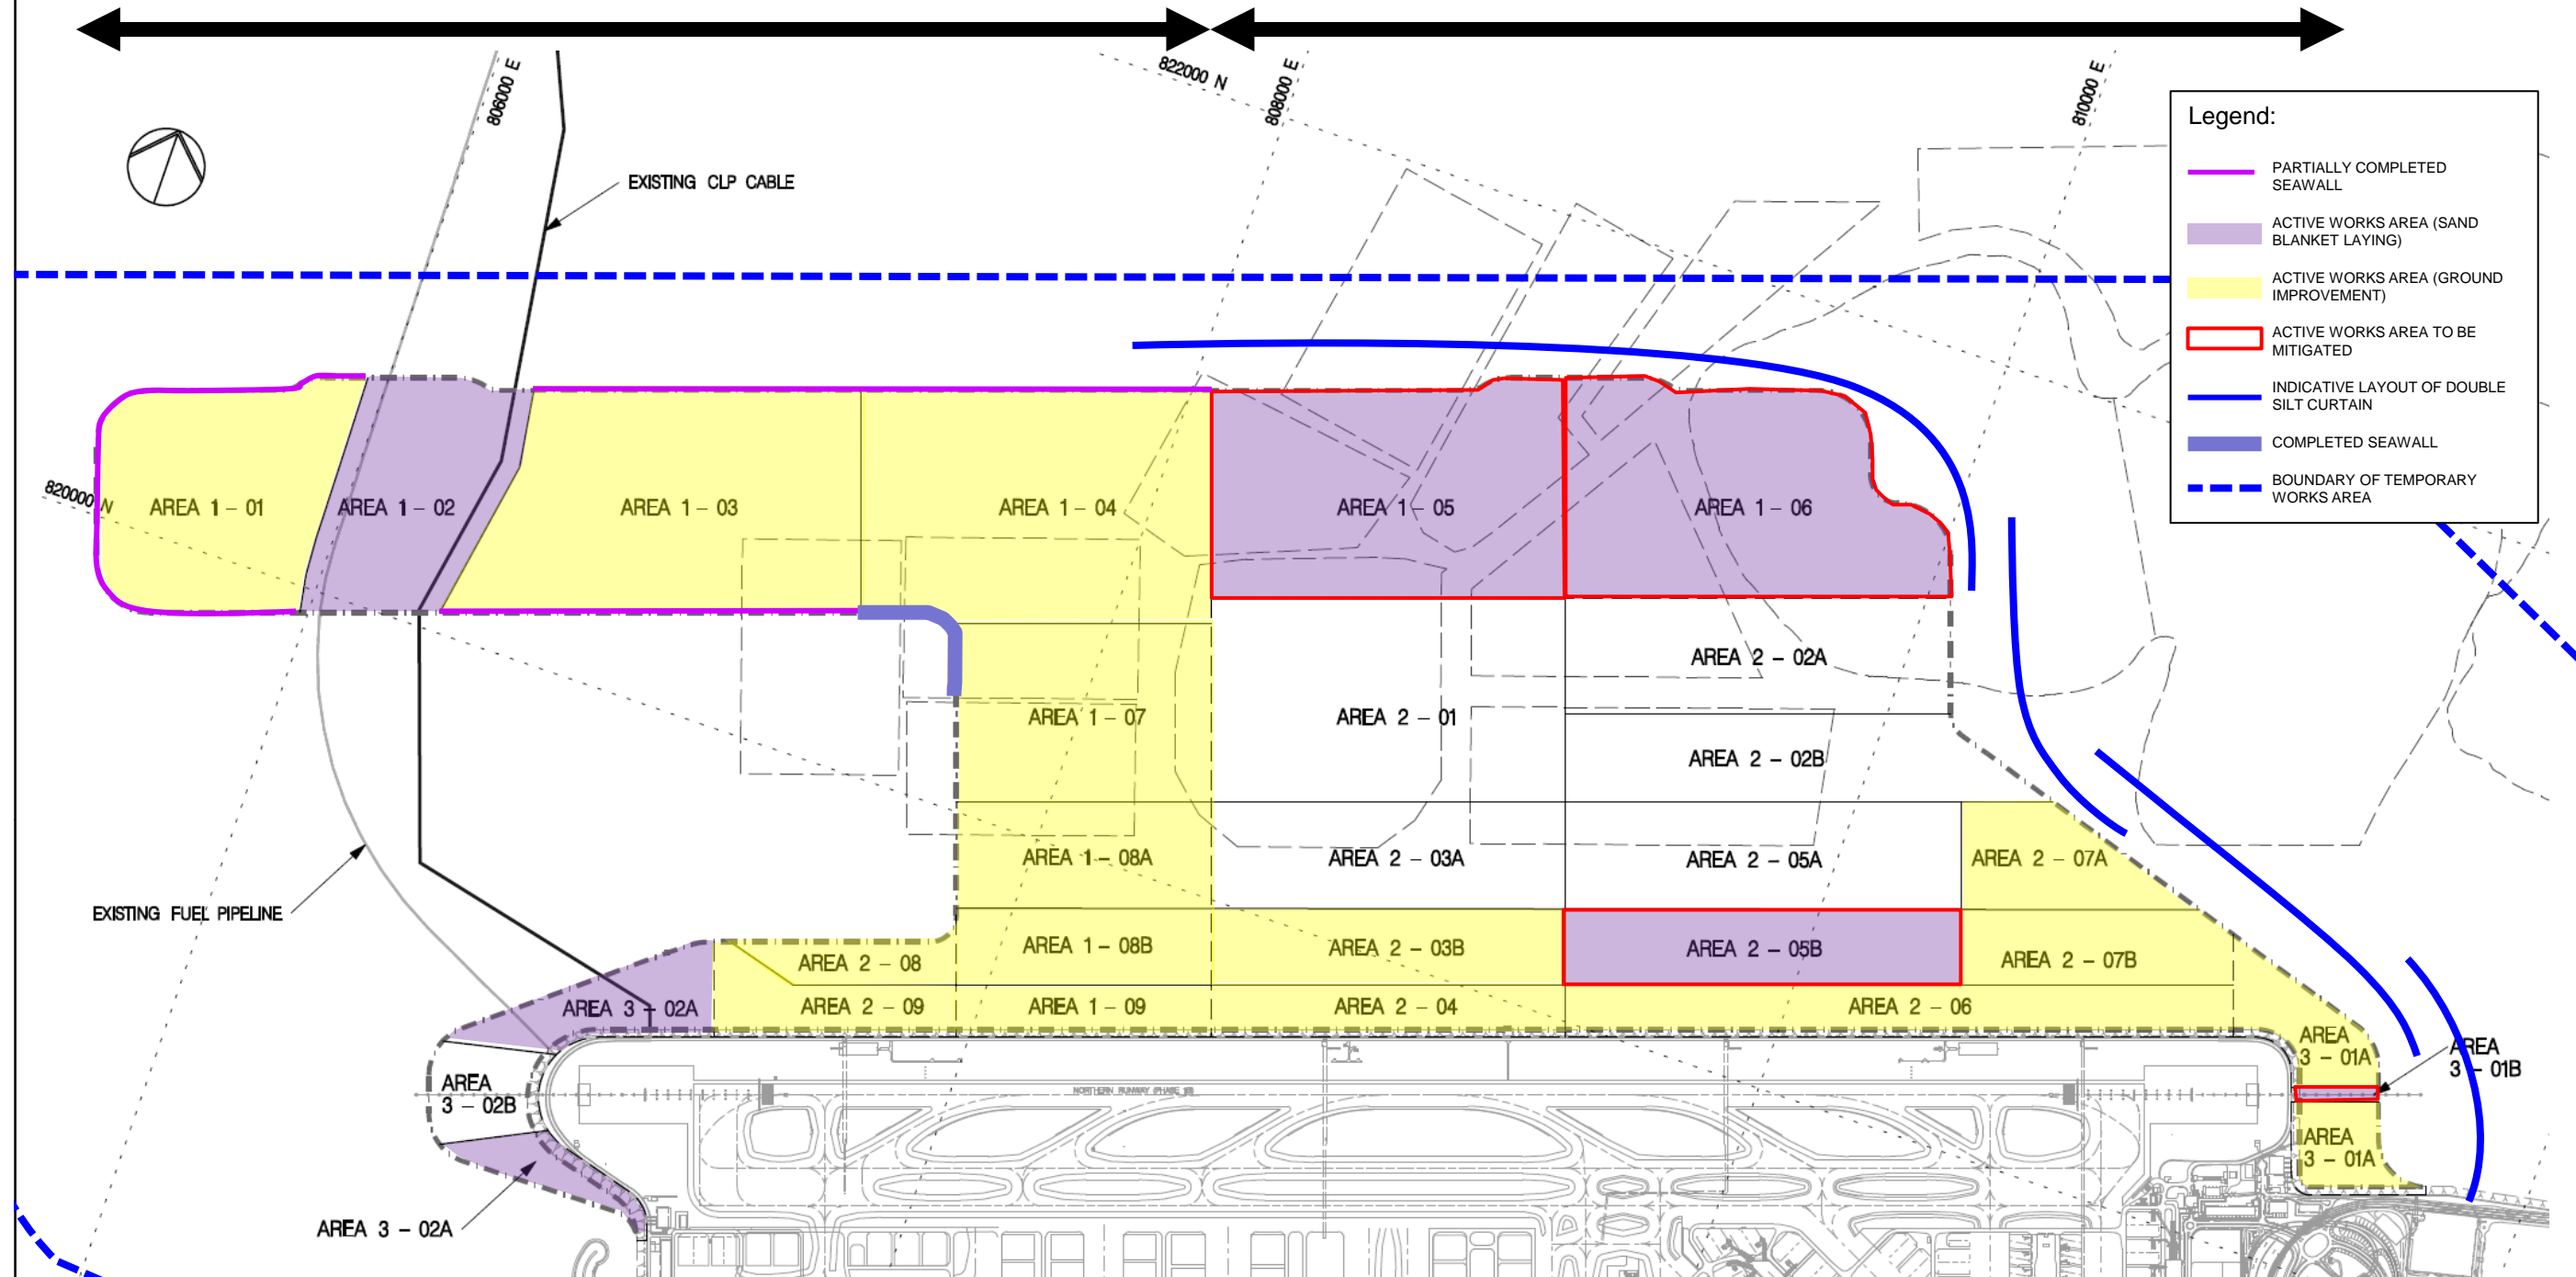 822000 N
806000 E
808000 E
810000 E
Legend:
PARTIALLY COMPLETED
SEAWALL
ACTIVE WORKS AREA (SAND
BLANKET LAYING)
ACTIVE WORKS AREA (GROUND
IMPROVEMENT)
ACTIVE WORKS AREA TO BE
MITIGATED
INDICATIVE LAYOUT OF DOUBLE
SILT CURTAIN
COMPLETED SEAWALL
BOUNDARY OF TEMPORARY
WORKS AREA
EXISTING CLP CABLE
820000 N
AREA 1 – 01
AREA 1 – 02
AREA 1 – 03
AREA 1 – 04
AREA 1 – 05
AREA 1 – 06
AREA 2 – 02A
AREA 1 – 07
AREA 2 – 01
AREA 2 – 02B
AREA 1 – 08A
AREA 2 – 03A
AREA 2 – 05A
AREA 2 – 07A
EXISTING FUEL PIPELINE
AREA 2 – 08
AREA 1 – 08B
AREA 2 – 03B
AREA 2 – 05B
AREA 2 – 07B
AREA 3 – 02A
AREA 2 – 09
AREA 1 – 09
AREA 2 – 04
AREA 2 – 06
AREA
3 – 01A
AREA
3 – 01B
AREA
3 – 02B
NORTHERN RUNWAY (PHASE 1B)
AREA
3 – 01A
AREA 3 – 02A